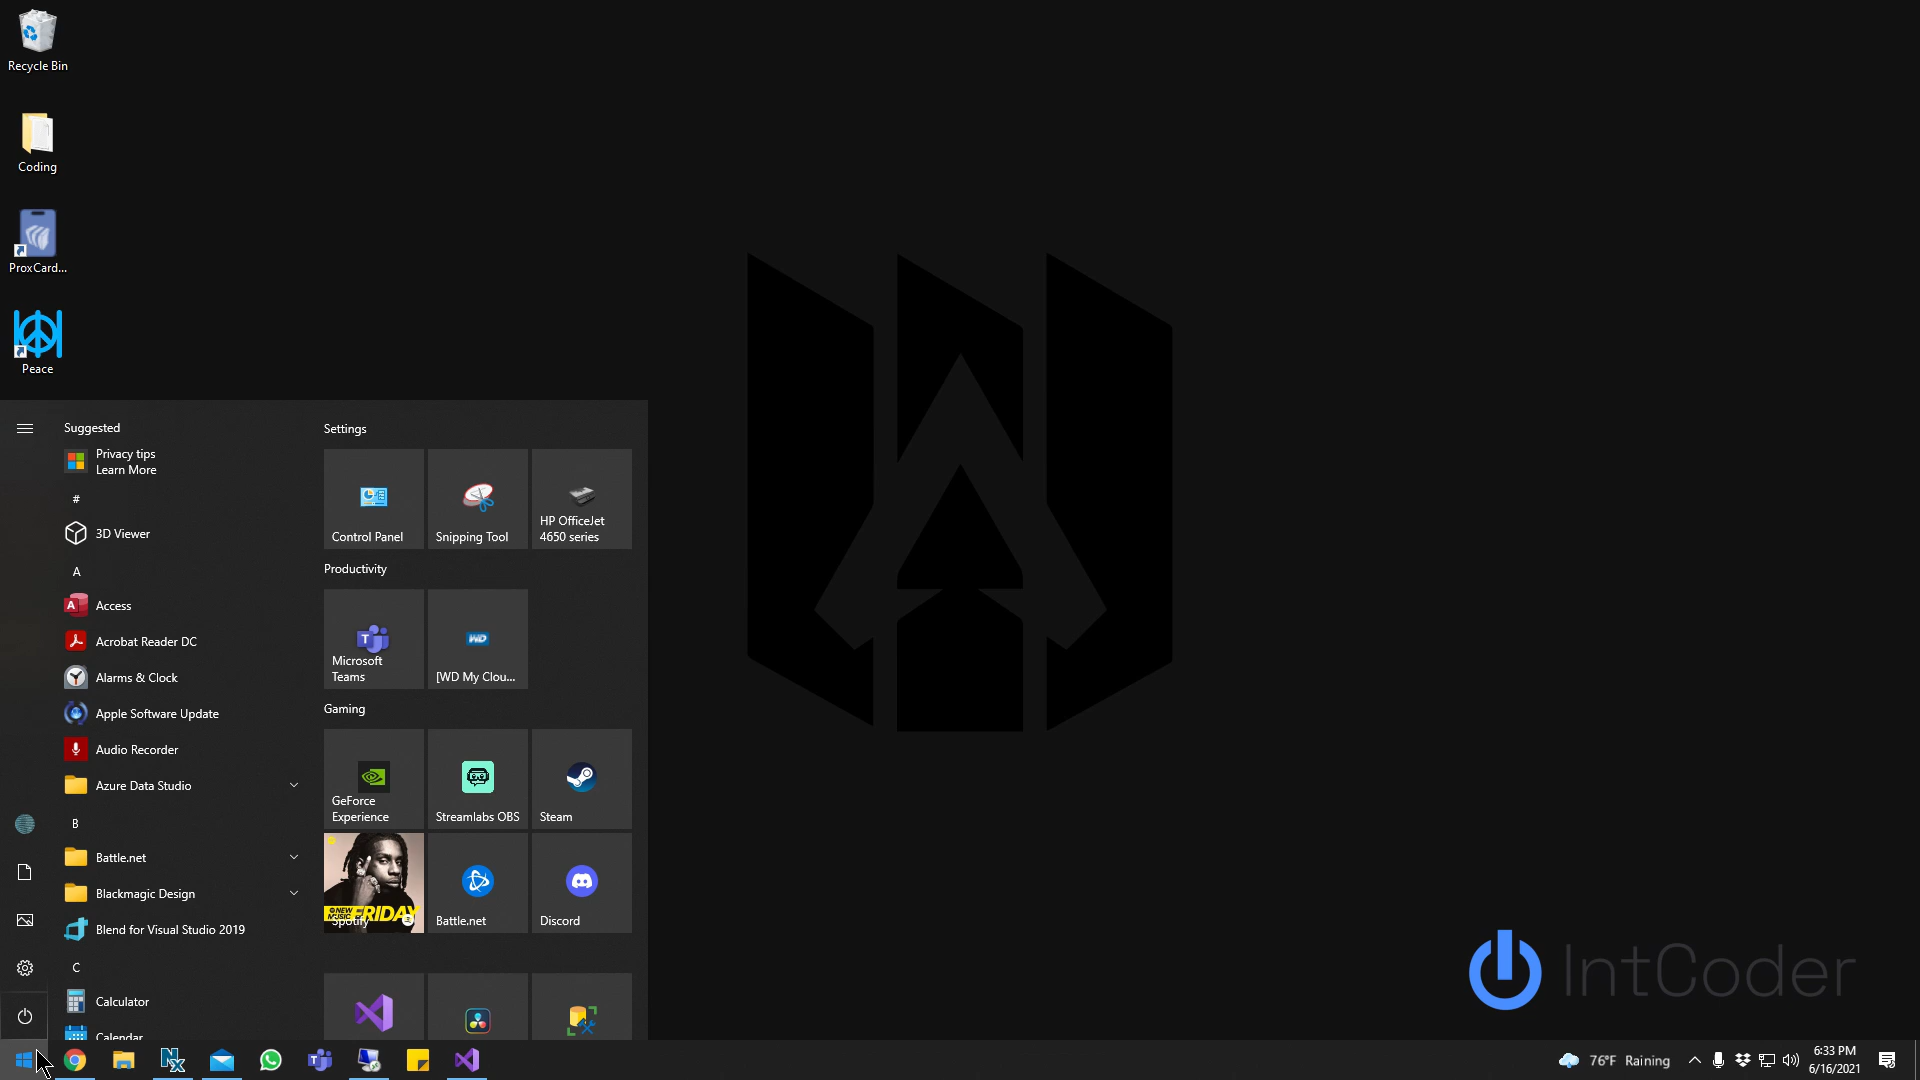 Recycle Bin
Coding
ProxCard...
Peace
Suggested
Privacy tips
Learn More
#
3D Viewer
A
Access
Acrobat Reader DC
Alarms & Clock
Apple Software Update
Audio Recorder
Azure Data Studio
B
Battle.net
Blackmagic Design
Blend for Visual Studio 2019
C
Calculator
Calendar
Settings
Control Panel
Snipping Tool
HP OfficeJet
4650 series
Productivity
Microsoft
Teams
WD
[WD My Clou...
Gaming
GeForce
Experience
Streamlabs OBS
Steam
NEW
MUSIC
FRIDAY
Spotify
Battle.net
Discord
IntCoder
76°F Raining
6:33 PM
6/16/2021